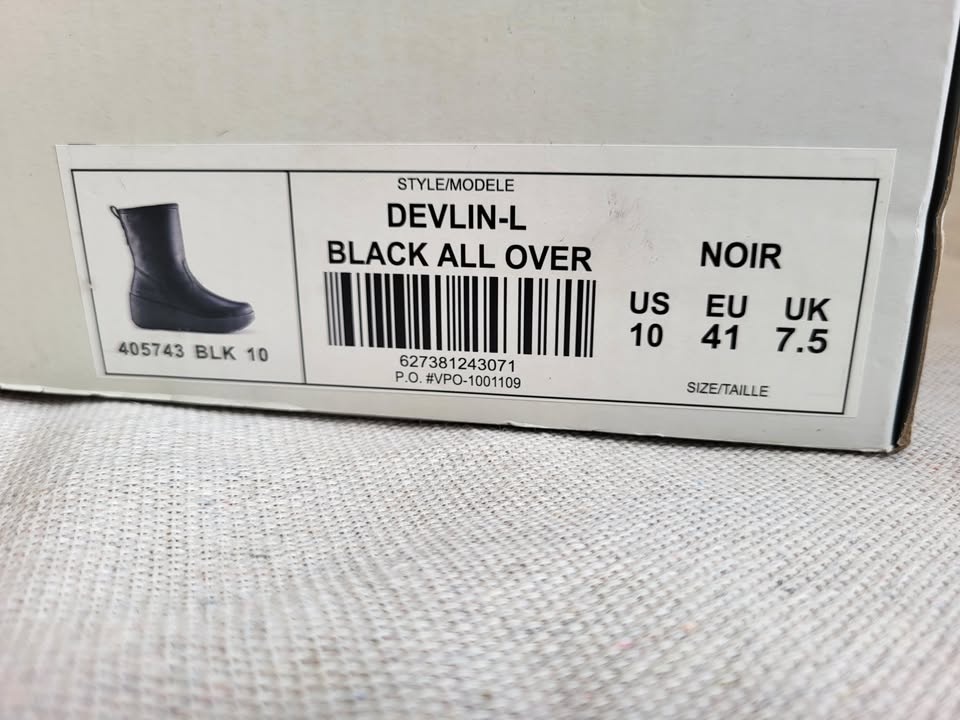 STYLE/MODELE
DEVLIN-L
BLACK ALL OVER
NOIR
US EU UK
10 41 7.5
405743 BLK 10
627381243071
P.O. #VPO-1001109
SIZE/TAILLE